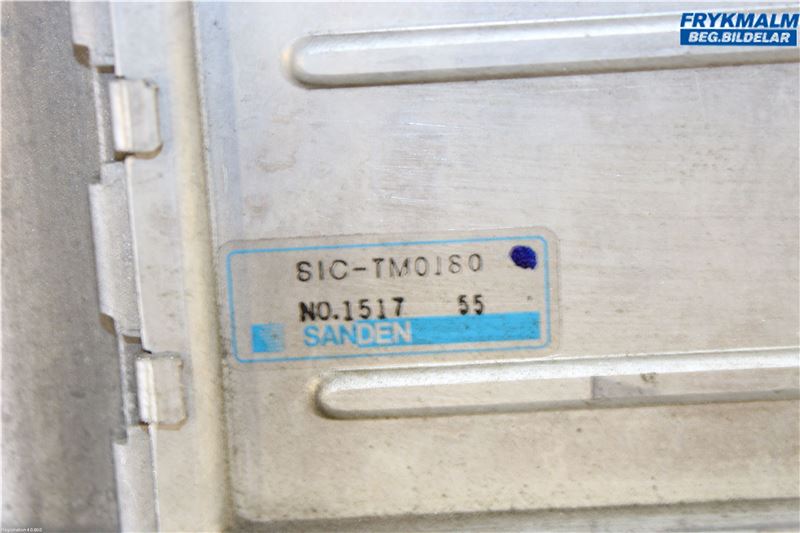 FRYKMALM
BEG.BILDELAR
SIC-TM0180
NO.1517 55
SANDEN